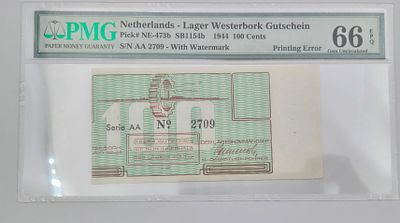 PMG
PAPER MONEY GUARANTY
Netherlands - Lager Westerbork Gutschein
Pick# NE-473b SB1154b 1944 100 Cents
S/N AA 2709 - With Watermark
Printing Error
66 EPQ
Gem Uncirculated
100
Serie AA Nº 2709